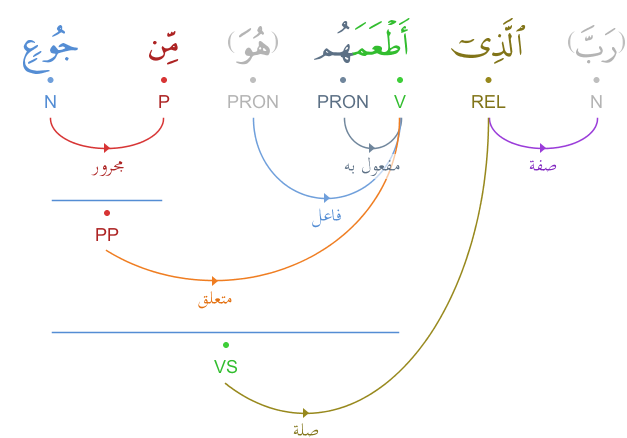 (رَبَّ) ٱلَّذِىٓ أَطْعَمَهُم (هُوَ) مِّن جُوعٍ
N REL V PRON PRON P N
صفة
مفعول به
مجرور
فاعل
PP
متعلق
VS
صلة